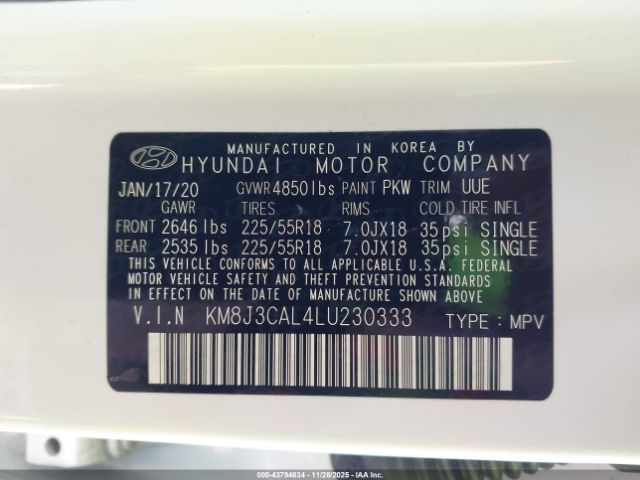 MANUFACTURED IN KOREA BY
HYUNDAI MOTOR COMPANY
JAN/17/20 GVWR 4850 lbs PAINT PKW TRIM UUE
GAWR TIRES RIMS COLD TIRE INFL
FRONT 2646 lbs 225/55R18 7.0JX18 35psi SINGLE
REAR 2535 lbs 225/55R18 7.0JX18 35psi SINGLE
THIS VEHICLE CONFORMS TO ALL APPLICABLE U.S.A. FEDERAL
MOTOR VEHICLE SAFETY AND THEFT PREVENTION STANDARDS
IN EFFECT ON THE DATE OF MANUFACTURE SHOWN ABOVE.
V.I.N KM8J3CAL4LU230333 TYPE : MPV
000-43794834 | 11/28/2025 | IAA Inc.